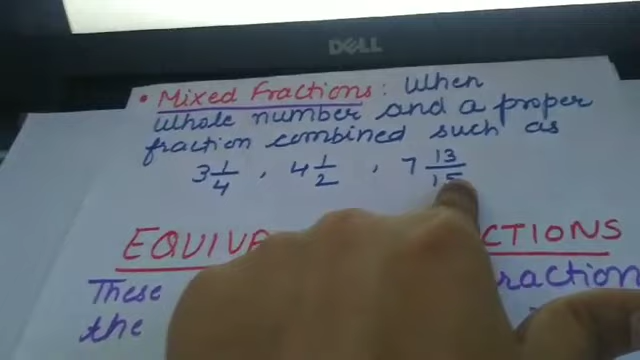 DELL
• Mixed Fractions: When
whole number and a proper
fraction combined such as
3 1/4 , 4 1/2 , 7 13/15
EQUIVA CTIONS
These raction
the